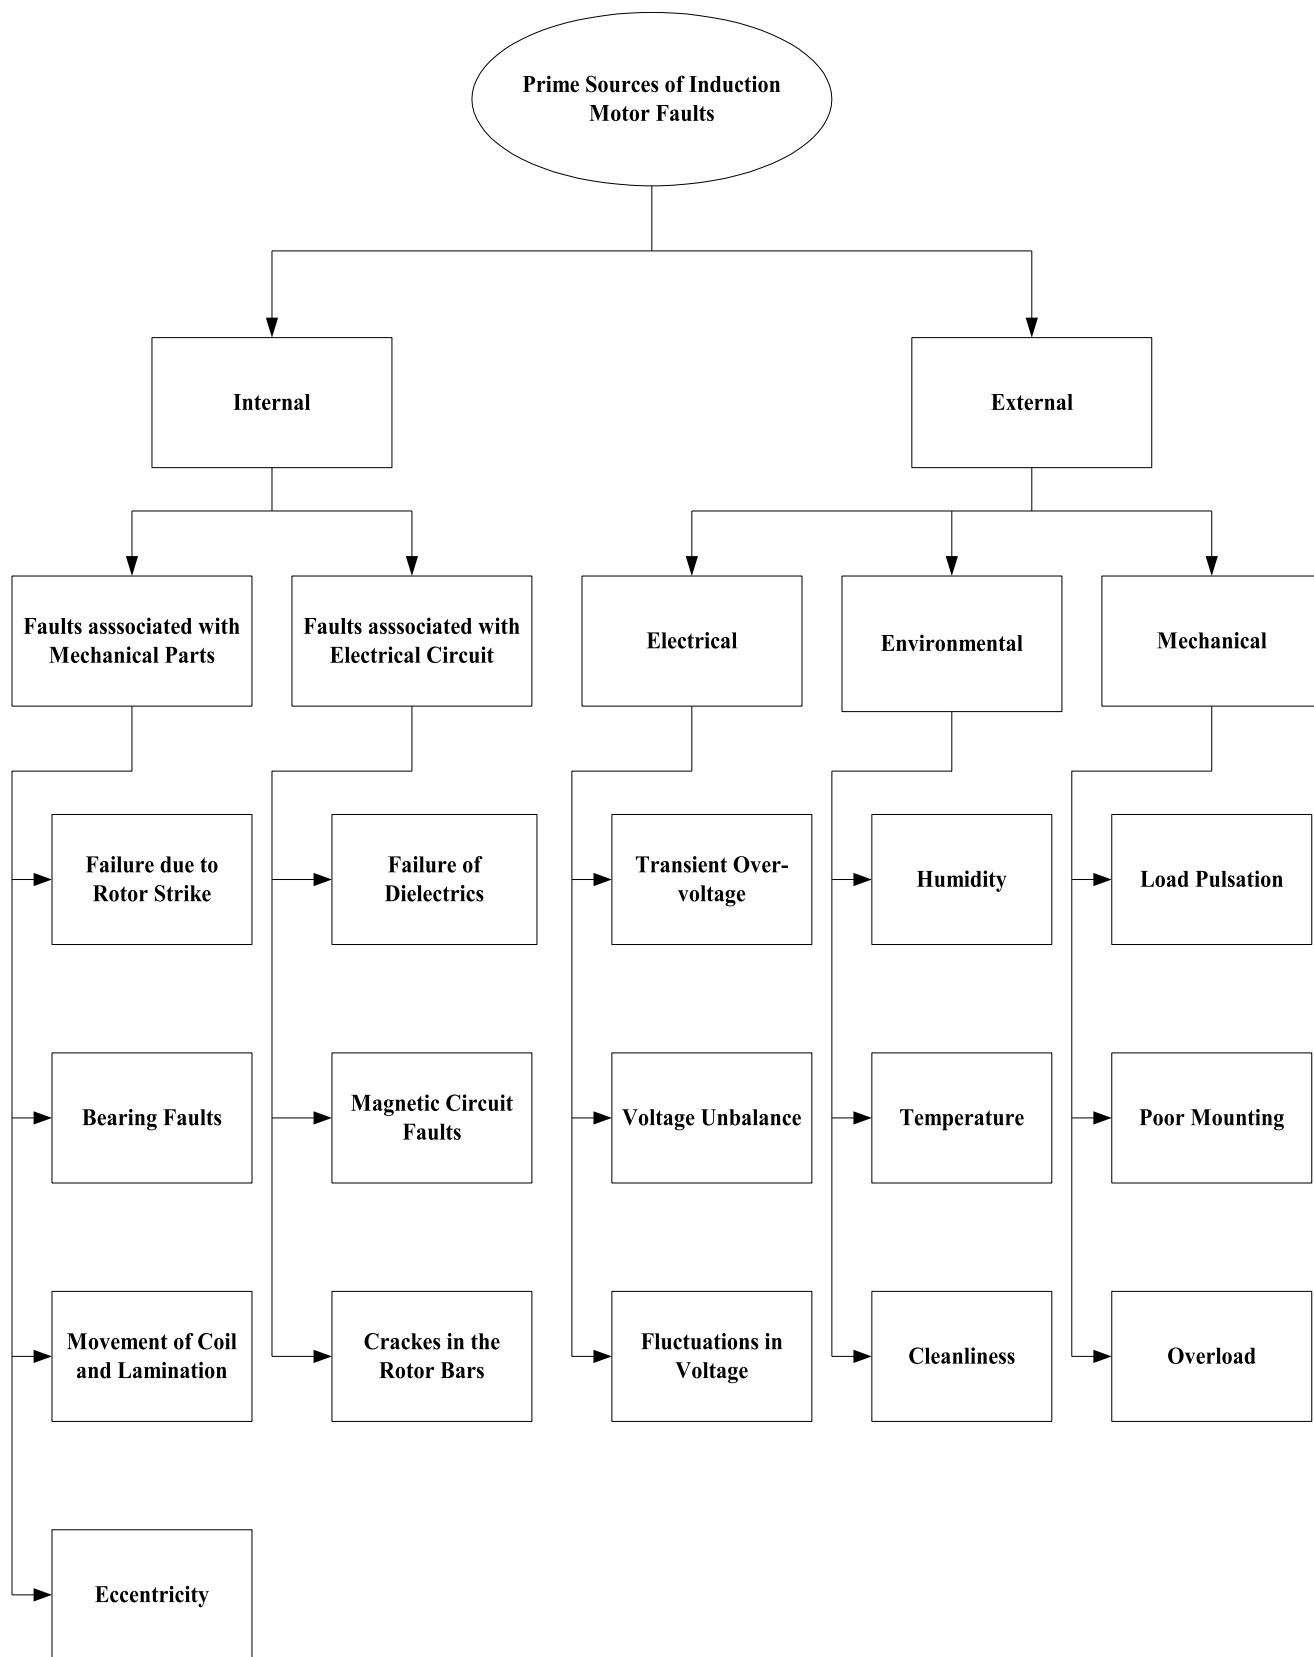 Prime Sources of Induction
Motor Faults
Internal
External
Faults asssociated with
Mechanical Parts
Faults asssociated with
Electrical Circuit
Electrical
Environmental
Mechanical
Failure due to
Rotor Strike
Failure of
Dielectrics
Transient Over-
voltage
Humidity
Load Pulsation
Bearing Faults
Magnetic Circuit
Faults
Voltage Unbalance
Temperature
Poor Mounting
Movement of Coil
and Lamination
Crackes in the
Rotor Bars
Fluctuations in
Voltage
Cleanliness
Overload
Eccentricity